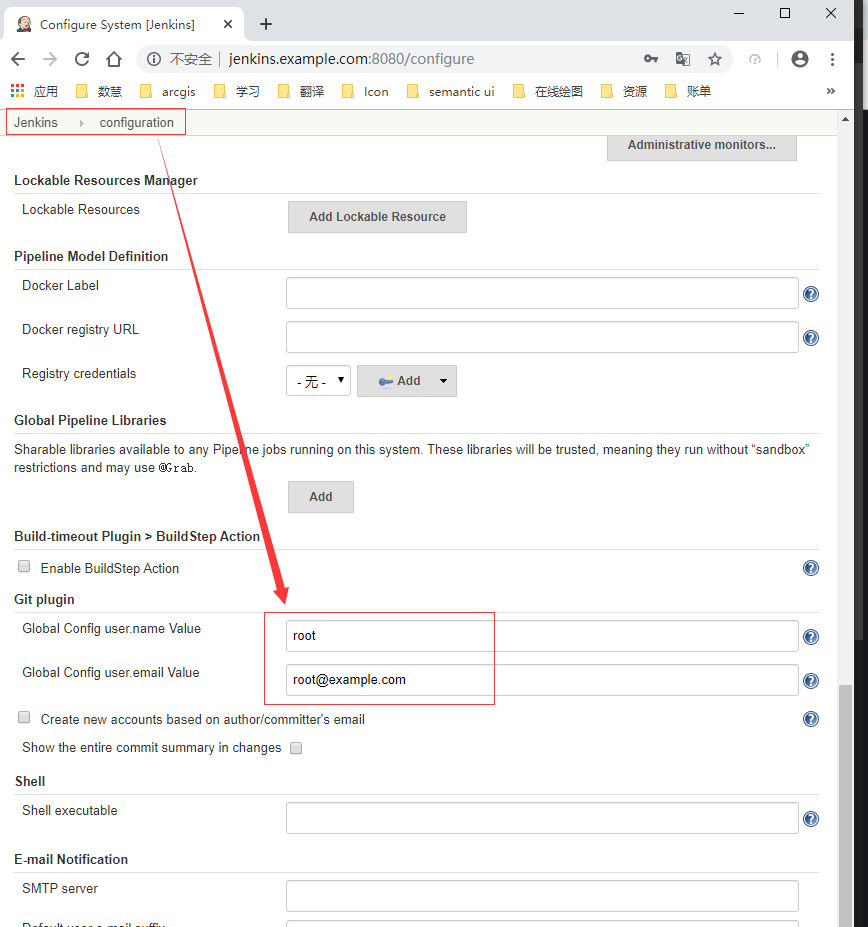 Configure System [Jenkins]
不安全 jenkins.example.com:8080/configure
应用 数慧 arcgis 学习 翻译 Icon semantic ui 在线绘图 资源 账单 »
Jenkins configuration
Administrative monitors...
Lockable Resources Manager
Lockable Resources Add Lockable Resource
Pipeline Model Definition
Docker Label
Docker registry URL
Registry credentials - 无 - Add
Global Pipeline Libraries
Sharable libraries available to any Pipeline jobs running on this system. These libraries will be trusted, meaning they run without “sandbox”
restrictions and may use @Grab.
Add
Build-timeout Plugin > BuildStep Action
Enable BuildStep Action
Git plugin
Global Config user.name Value root
Global Config user.email Value root@example.com
Create new accounts based on author/committer's email
Show the entire commit summary in changes
Shell
Shell executable
E-mail Notification
SMTP server
Default user e-mail suffix